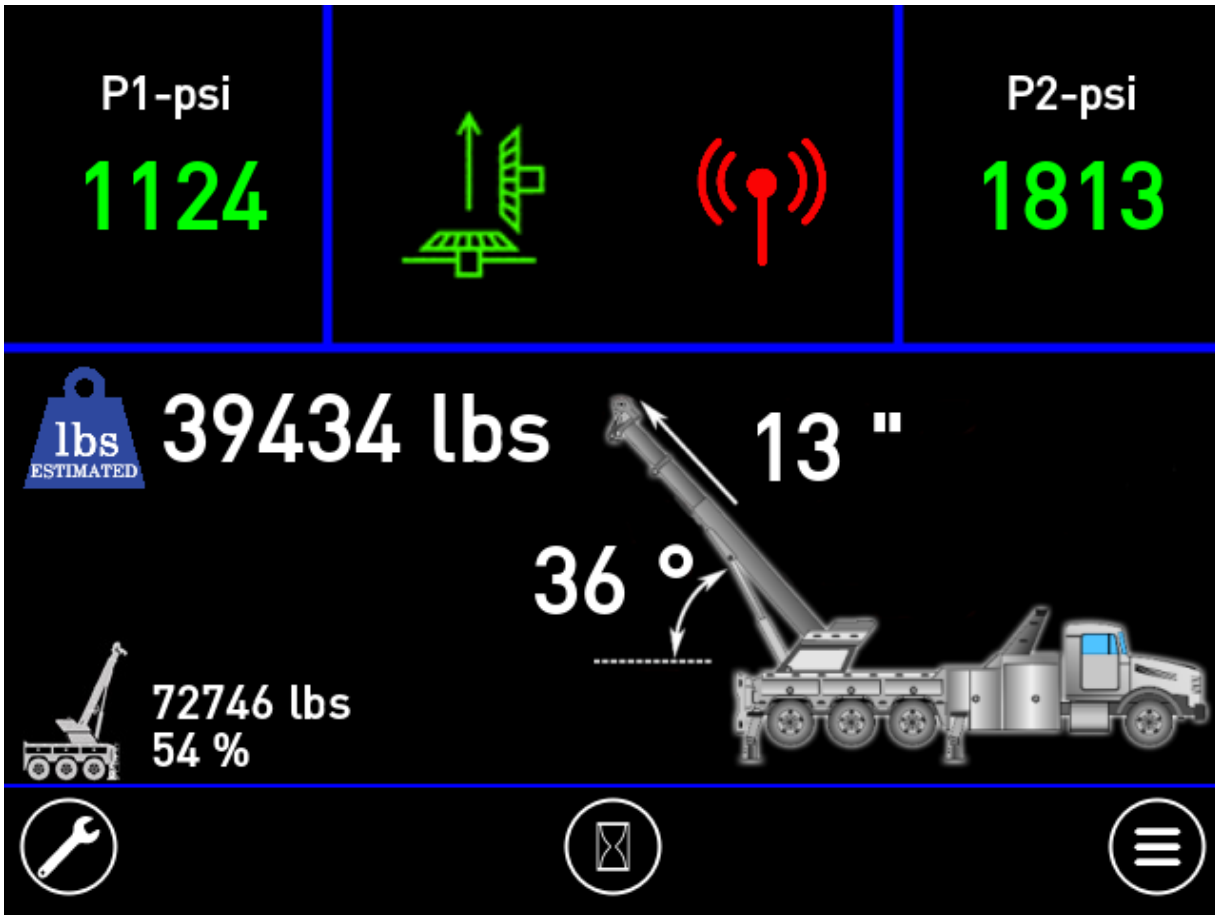 P1-psi
1124
P2-psi
1813
lbs
ESTIMATED
39434 lbs
13 "
36 °
72746 lbs
54 %